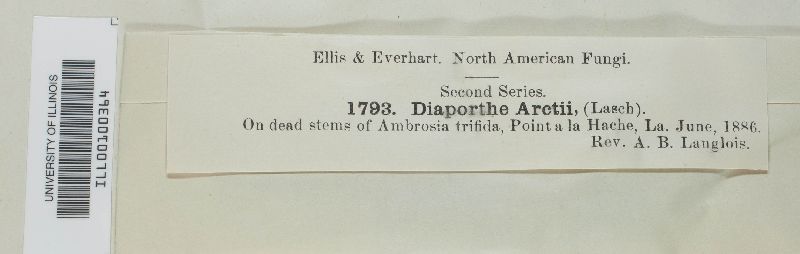 UNIVERSITY OF ILLINOIS
ILL00100364
Ellis & Everhart. North American Fungi.
Second Series.
1793. Diaporthe Arctii, (Lasch).
On dead stems of Ambrosia trifida, Point a la Hache, La. June, 1886.
Rev. A. B. Langlois.